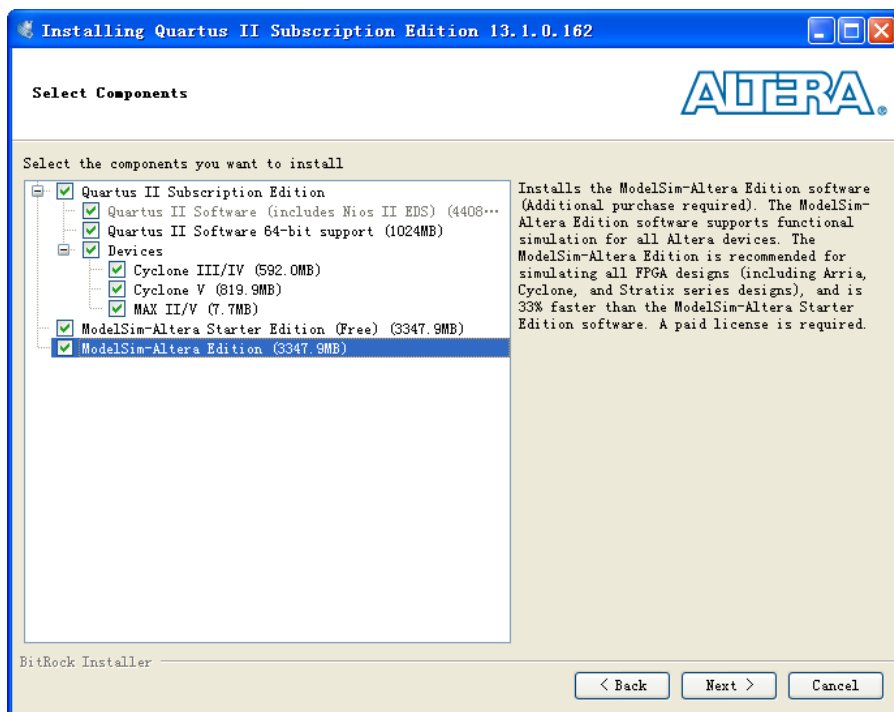 Installing Quartus II Subscription Edition 13.1.0.162
Select Components
ALTERA®
Select the components you want to install
Quartus II Subscription Edition
Quartus II Software (includes Nios II EDS) (4408···
Quartus II Software 64-bit support (1024MB)
Devices
Cyclone III/IV (592.0MB)
Cyclone V (819.9MB)
MAX II/V (7.7MB)
ModelSim-Altera Starter Edition (Free) (3347.9MB)
ModelSim-Altera Edition (3347.9MB)
Installs the ModelSim-Altera Edition software
(Additional purchase required). The ModelSim-
Altera Edition software supports functional
simulation for all Altera devices. The
ModelSim-Altera Edition is recommended for
simulating all FPGA designs (including Arria,
Cyclone, and Stratix series designs), and is
33% faster than the ModelSim-Altera Starter
Edition software. A paid license is required.
BitRock Installer
< Back
Next >
Cancel